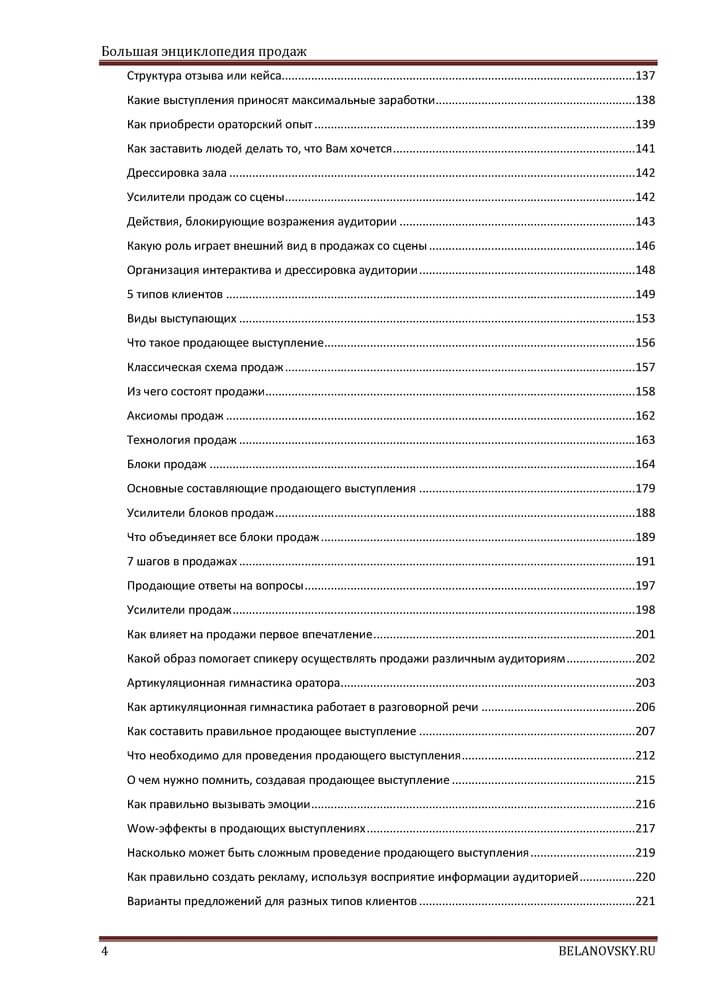 Большая энциклопедия продаж
Структура отзыва или кейса.............................................................................................................137
Какие выступления приносят максимальные заработки.............................................................138
Как приобрести ораторский опыт..................................................................................................139
Как заставить людей делать то, что Вам хочется..........................................................................141
Дрессировка зала ............................................................................................................................142
Усилители продаж со сцены...........................................................................................................142
Действия, блокирующие возражения аудитории ........................................................................143
Какую роль играет внешний вид в продажах со сцены ...............................................................146
Организация интерактива и дрессировка аудитории..................................................................148
5 типов клиентов .............................................................................................................................149
Виды выступающих .........................................................................................................................153
Что такое продающее выступление...............................................................................................156
Классическая схема продаж...........................................................................................................157
Из чего состоят продажи.................................................................................................................158
Аксиомы продаж .............................................................................................................................162
Технология продаж .........................................................................................................................163
Блоки продаж ..................................................................................................................................164
Основные составляющие продающего выступления ..................................................................179
Усилители блоков продаж..............................................................................................................188
Что объединяет все блоки продаж................................................................................................189
7 шагов в продажах .........................................................................................................................191
Продающие ответы на вопросы.....................................................................................................197
Усилители продаж...........................................................................................................................198
Как влияет на продажи первое впечатление................................................................................201
Какой образ помогает спикеру осуществлять продажи различным аудиториям.....................202
Артикуляционная гимнастика оратора..........................................................................................203
Как артикуляционная гимнастика работает в разговорной речи ...............................................206
Как составить правильное продающее выступление ..................................................................207
Что необходимо для проведения продающего выступления.....................................................212
О чем нужно помнить, создавая продающее выступление ........................................................215
Как правильно вызывать эмоции...................................................................................................216
Wow-эффекты в продающих выступлениях..................................................................................217
Насколько может быть сложным проведение продающего выступления................................219
Как правильно создать рекламу, используя восприятие информации аудиторией.................220
Варианты предложений для разных типов клиентов ..................................................................221
4 BELANOVSKY.RU